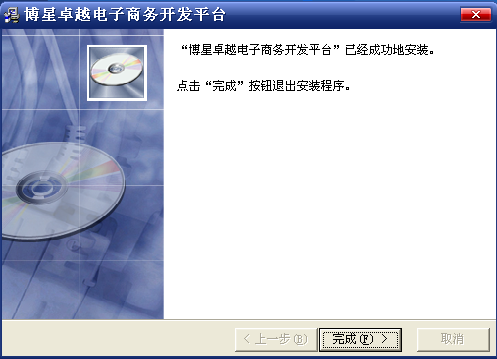 博星卓越电子商务开发平台
“博星卓越电子商务开发平台”已经成功地安装。
点击“完成”按钮退出安装程序。
< 上一步(B)
完成(F) >
取消